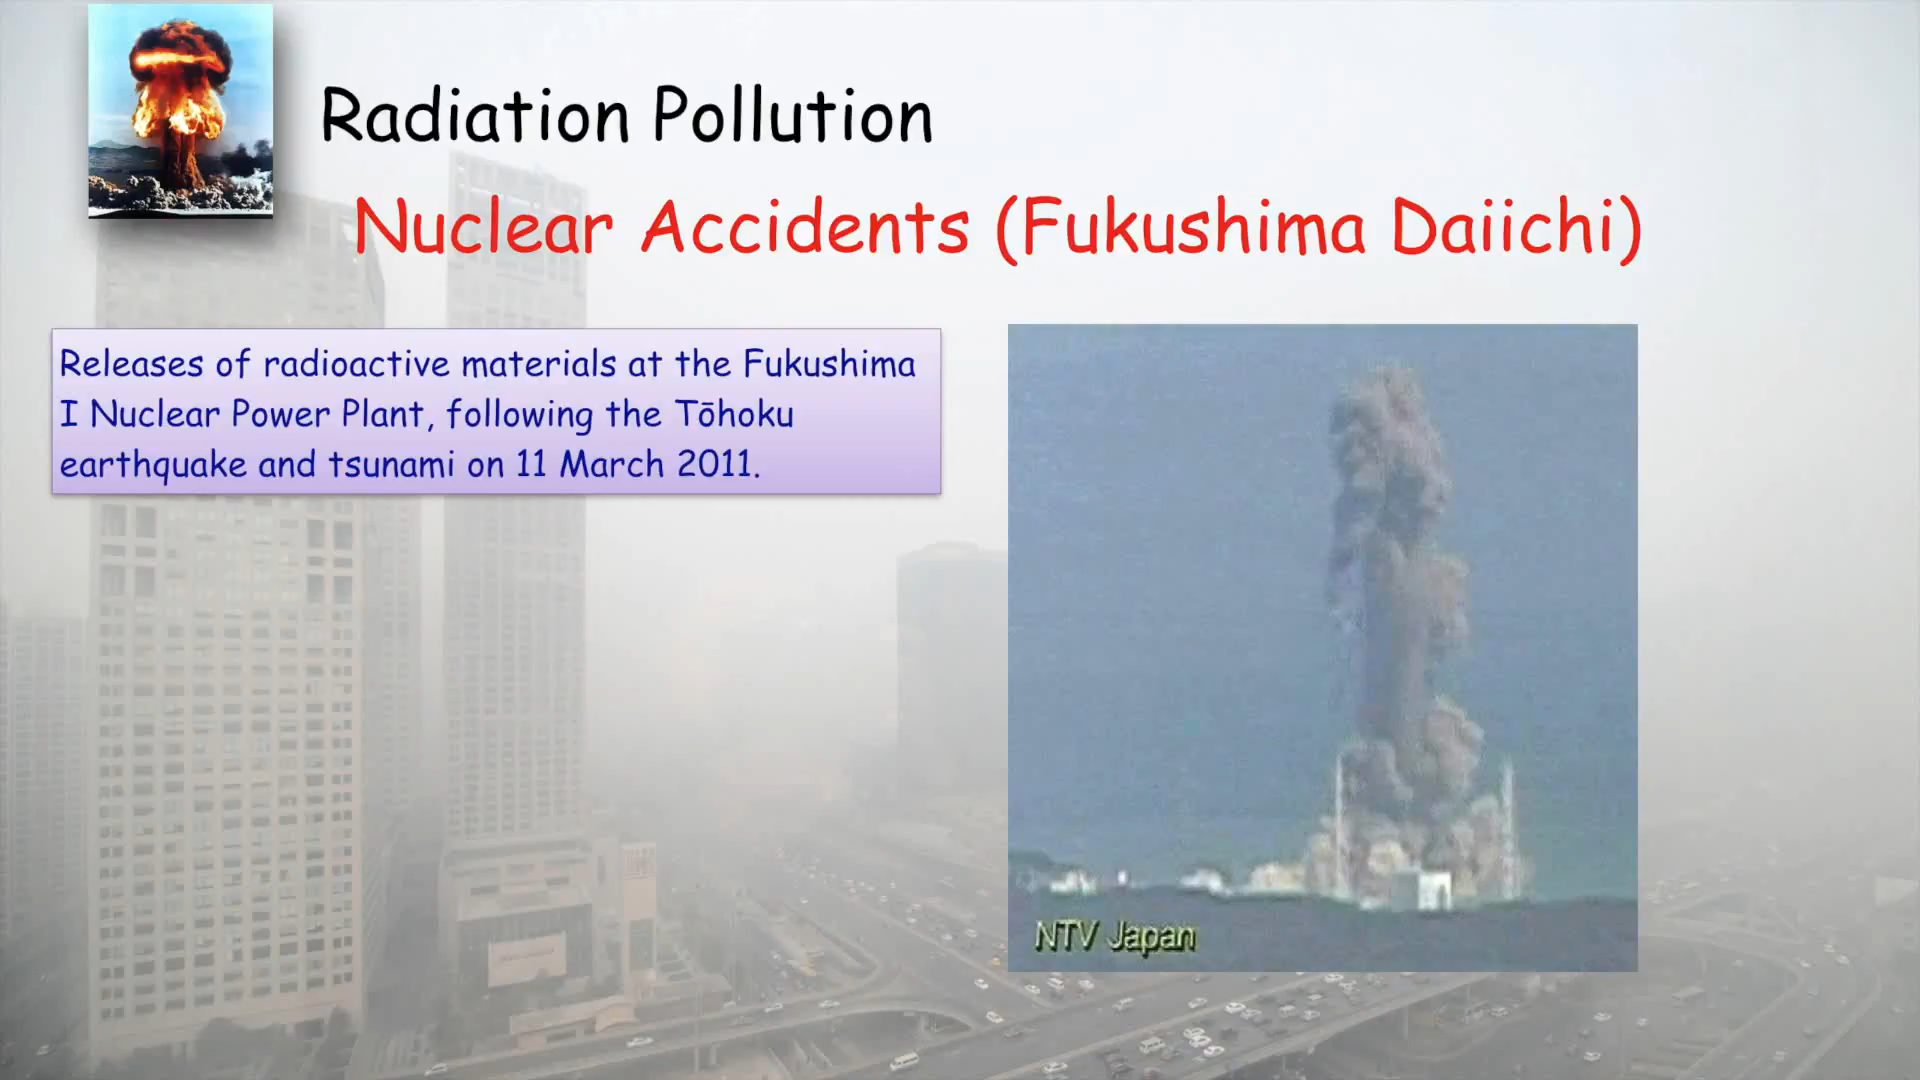 Radiation Pollution
Nuclear Accidents (Fukushima Daiichi)
Releases of radioactive materials at the Fukushima
I Nuclear Power Plant, following the Tōhoku
earthquake and tsunami on 11 March 2011.
NTV Japan